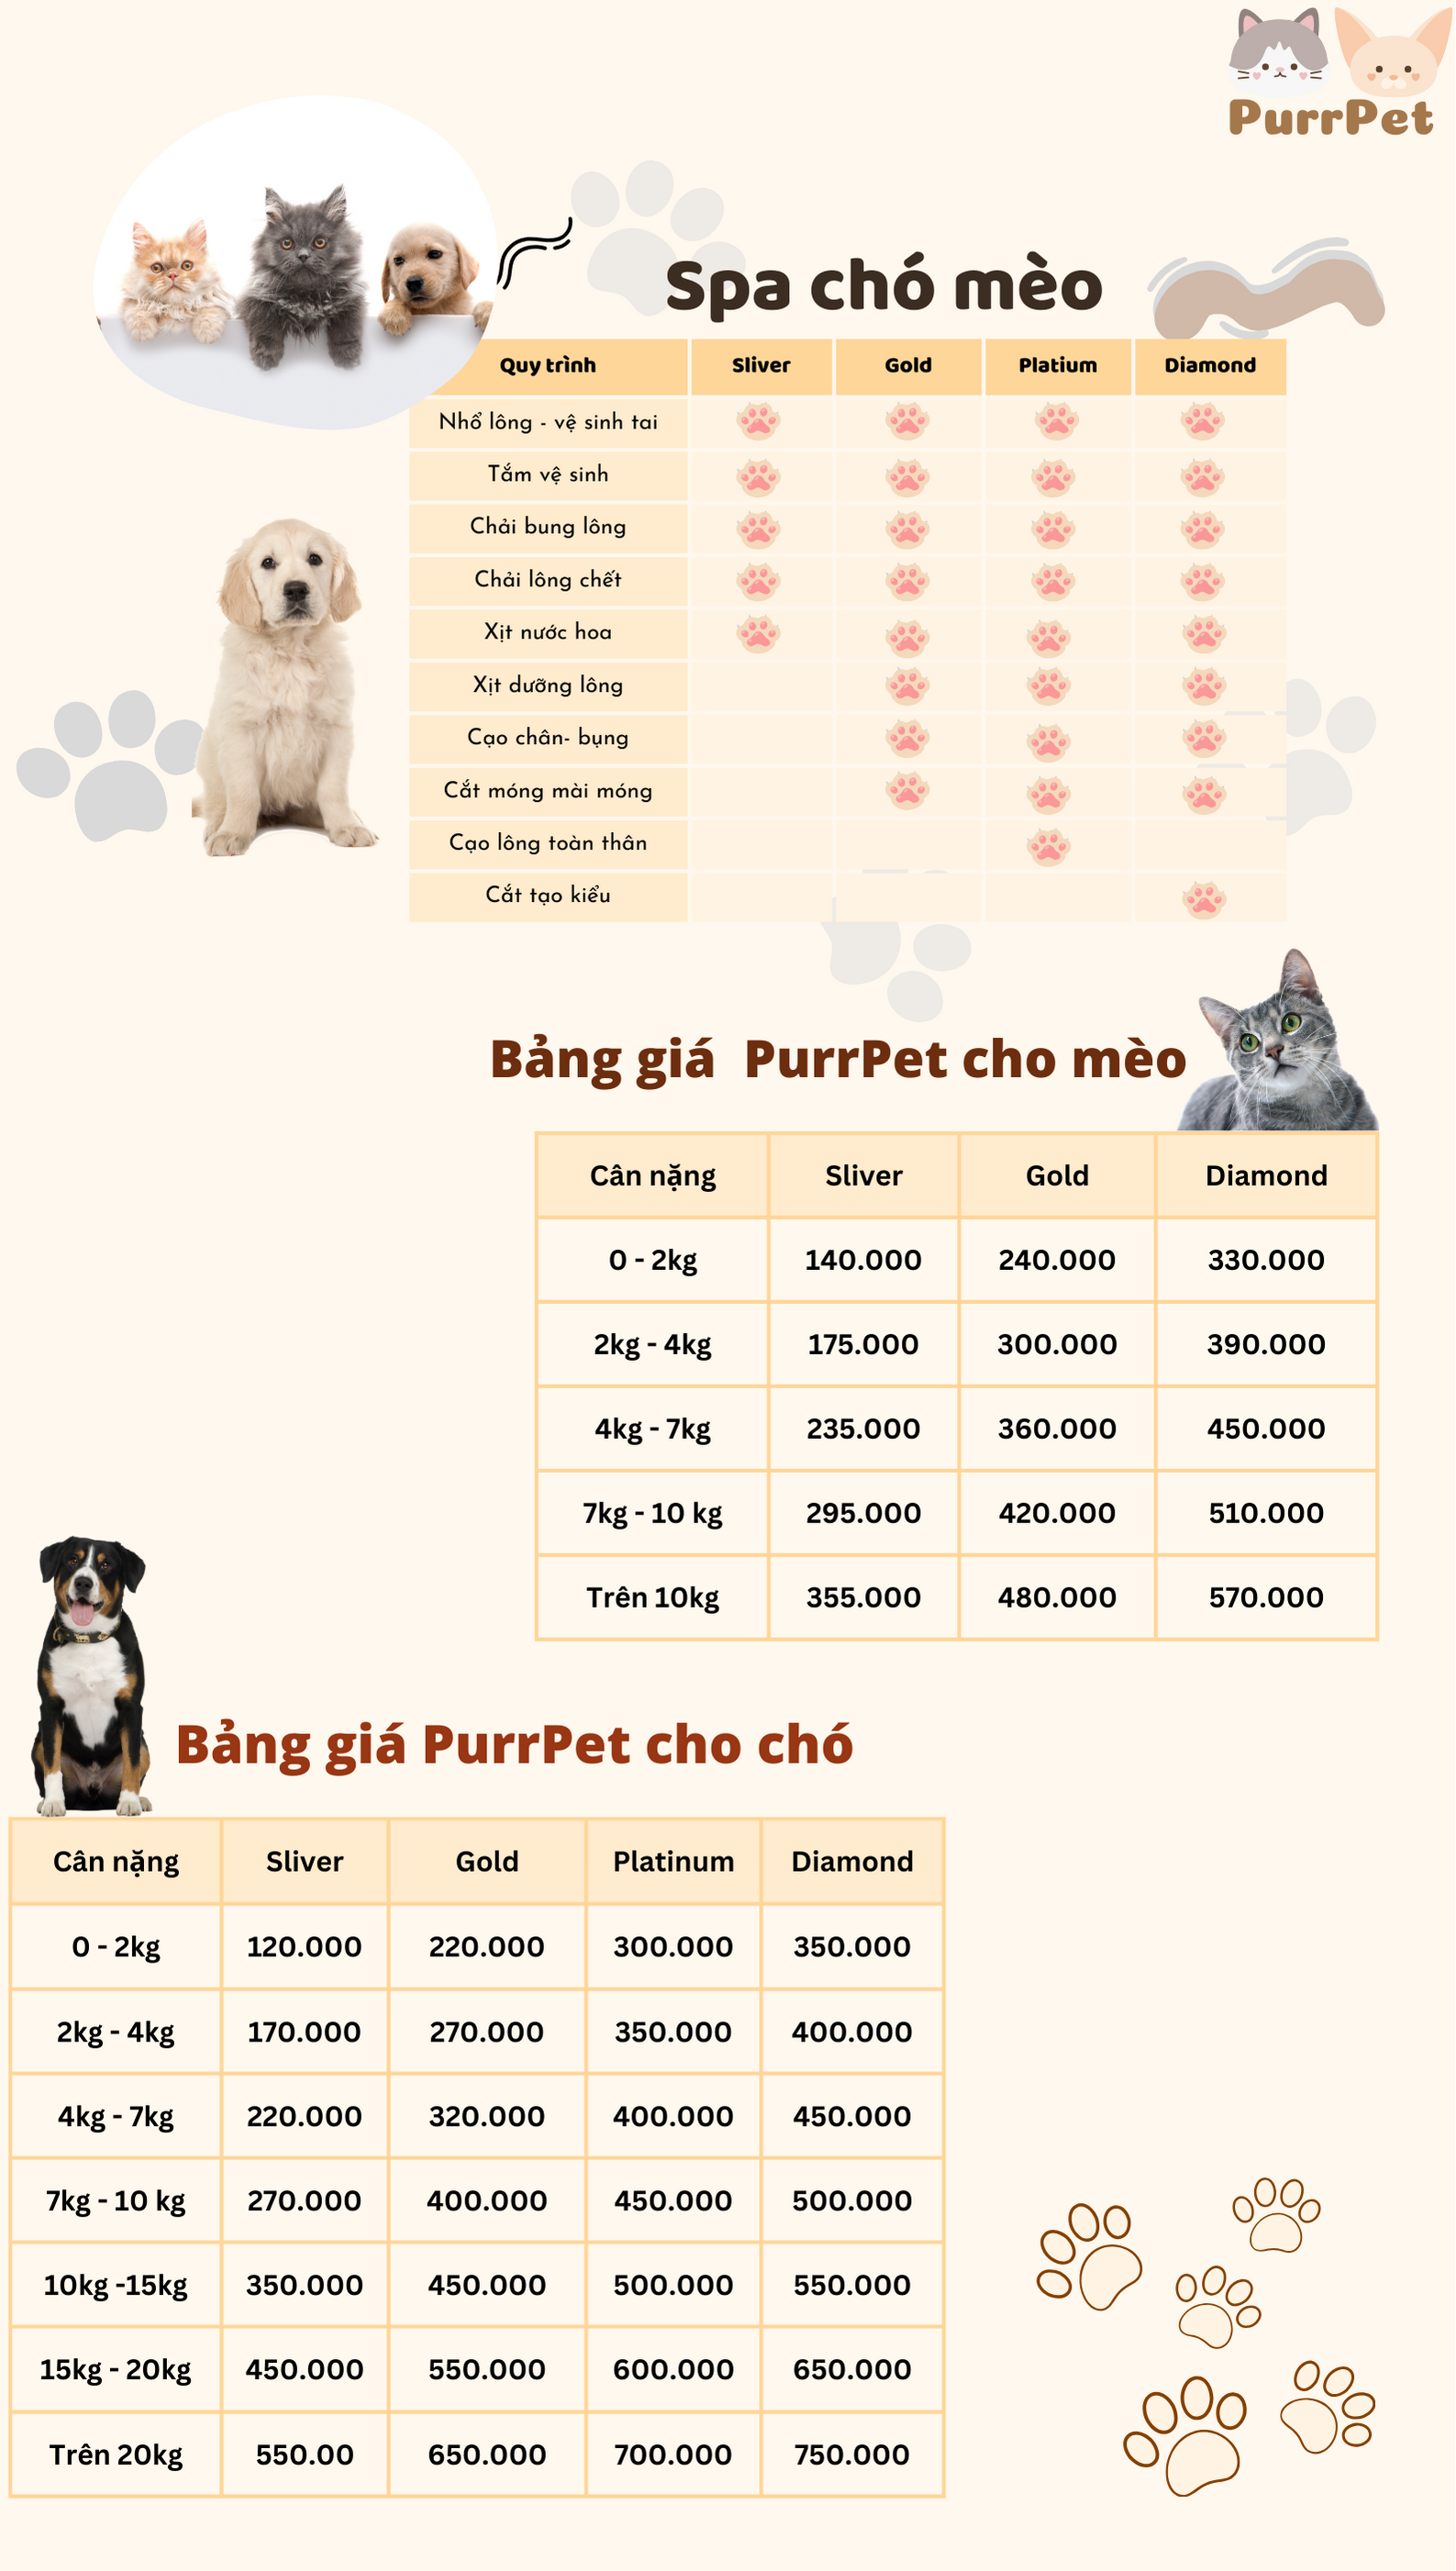 PurrPet
Spa chó mèo
Quy trình Sliver Gold Platium Diamond
Nhổ lông - vệ sinh tai
Tắm vệ sinh
Chải bung lông
Chải lông chết
Xịt nước hoa
Xịt dưỡng lông
Cạo chân- bụng
Cắt móng mài móng
Cạo lông toàn thân
Cắt tạo kiểu
Bảng giá PurrPet cho mèo
Cân nặng Sliver Gold Diamond
0 - 2kg 140.000 240.000 330.000
2kg - 4kg 175.000 300.000 390.000
4kg - 7kg 235.000 360.000 450.000
7kg - 10 kg 295.000 420.000 510.000
Trên 10kg 355.000 480.000 570.000
Bảng giá PurrPet cho chó
Cân nặng Sliver Gold Platinum Diamond
0 - 2kg 120.000 220.000 300.000 350.000
2kg - 4kg 170.000 270.000 350.000 400.000
4kg - 7kg 220.000 320.000 400.000 450.000
7kg - 10 kg 270.000 400.000 450.000 500.000
10kg -15kg 350.000 450.000 500.000 550.000
15kg - 20kg 450.000 550.000 600.000 650.000
Trên 20kg 550.00 650.000 700.000 750.000